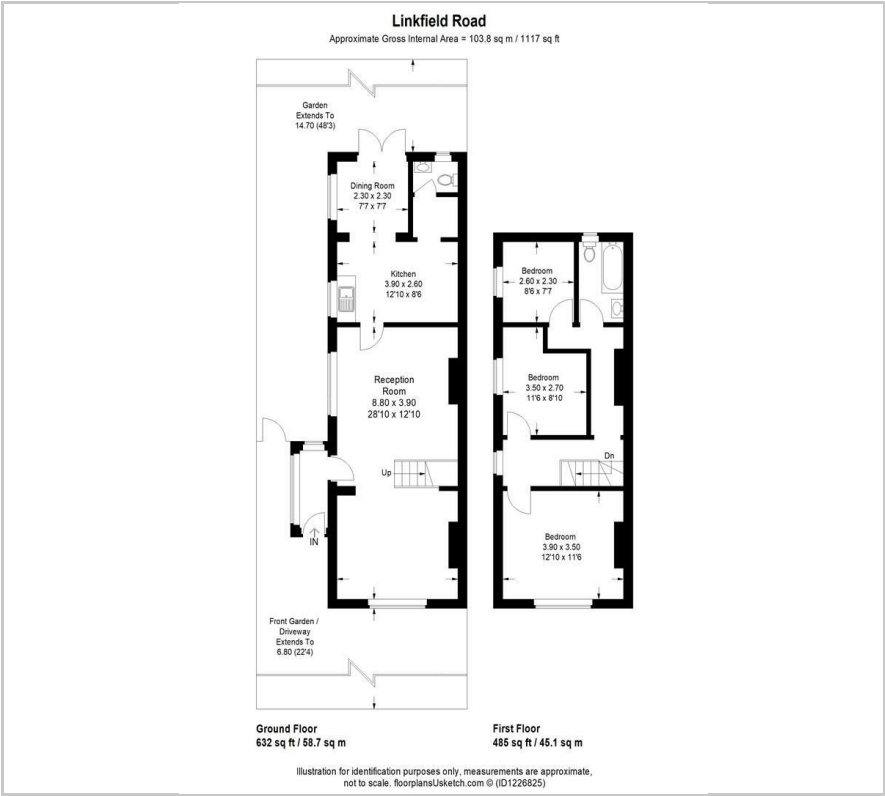 Linkfield Road
Approximate Gross Internal Area = 103.8 sq m / 1117 sq ft
Garden
Extends To
14.70 (48'3)
Dining Room
2.30 x 2.30
7'7 x 7'7
Kitchen
3.90 x 2.60
12'10 x 8'6
Reception
Room
8.80 x 3.90
28'10 x 12'10
Up
IN
Front Garden /
Driveway
Extends To
6.80 (22'4)
Bedroom
2.60 x 2.30
8'6 x 7'7
Bedroom
3.50 x 2.70
11'6 x 8'10
Dn
Bedroom
3.90 x 3.50
12'10 x 11'6
Ground Floor
632 sq ft / 58.7 sq m
First Floor
485 sq ft / 45.1 sq m
Illustration for identification purposes only, measurements are approximate,
not to scale. floorplansUsketch.com © (ID1226825)